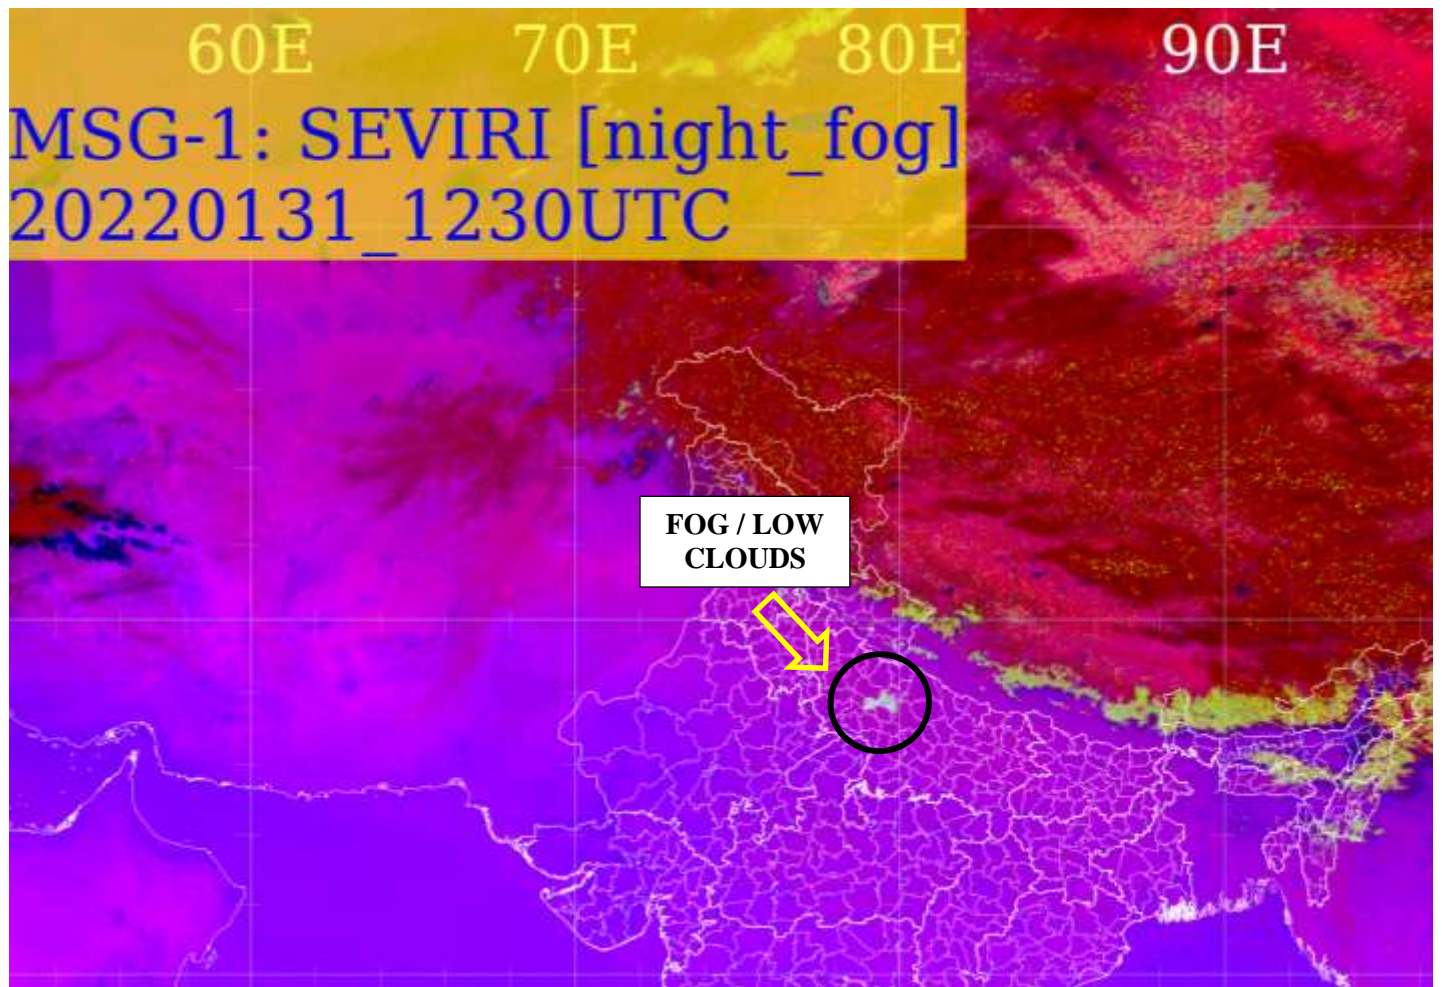 60E 70E 80E 90E
MSG-1: SEVIRI [night_fog]
20220131_1230UTC
FOG / LOW
CLOUDS